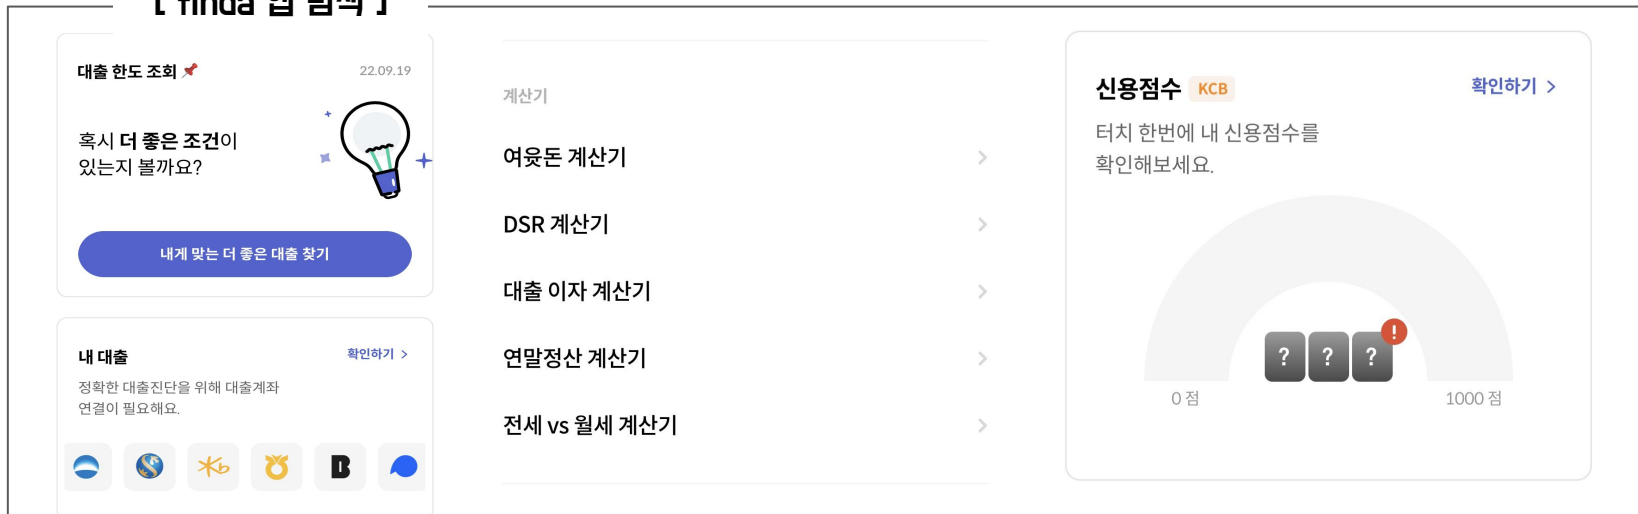 [ finda 앱 탐색 ]
대출 한도 조회
22.09.19
혹시 더 좋은 조건이
있는지 볼까요?
내게 맞는 더 좋은 대출 찾기
내 대출
확인하기 >
정확한 대출진단을 위해 대출계좌
연결이 필요해요.
계산기
여윳돈 계산기
DSR 계산기
대출 이자 계산기
연말정산 계산기
전세 vs 월세 계산기
신용점수 KCB
확인하기 >
터치 한번에 내 신용점수를
확인해보세요.
? ? ? !
0 점
1000 점